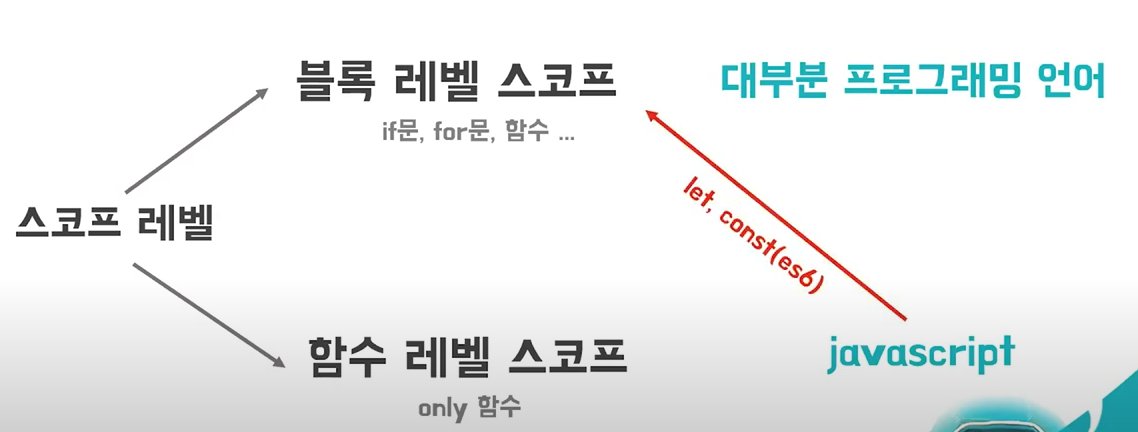 블록 레벨 스코프
대부분 프로그래밍 언어
if문, for문, 함수 ...
let, const(es6)
스코프 레벨
함수 레벨 스코프
javascript
only 함수